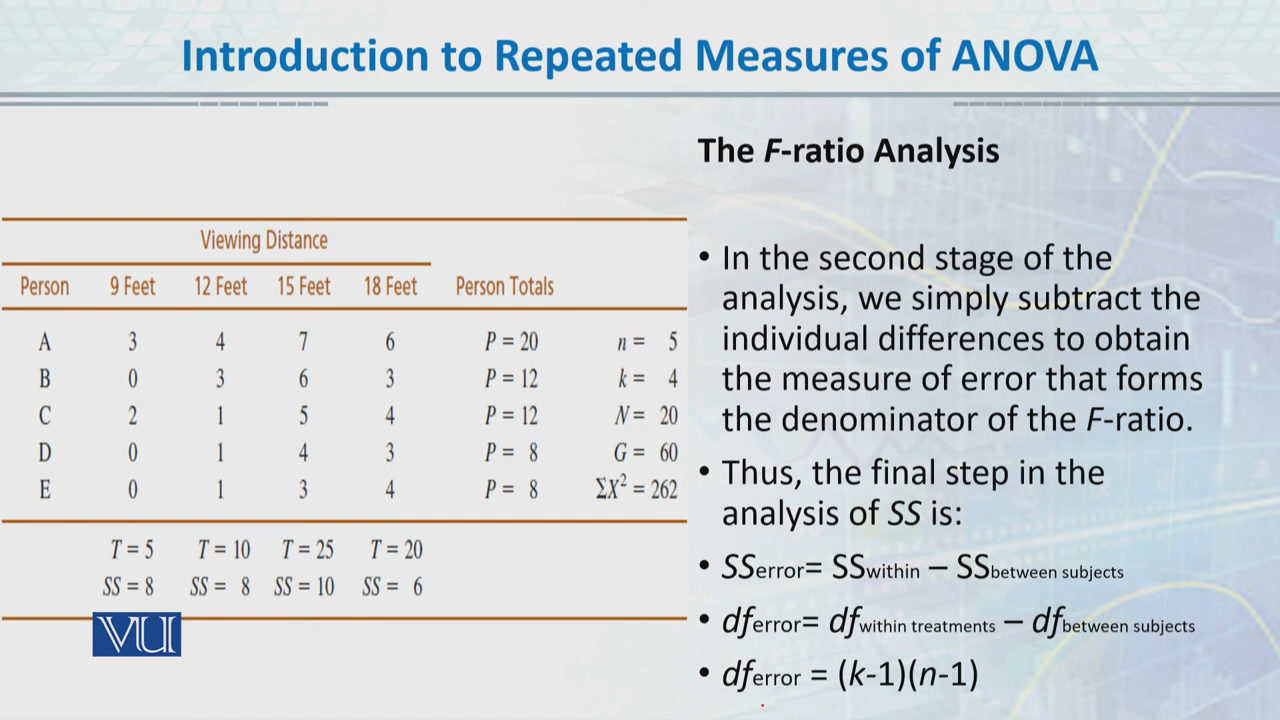 Introduction to Repeated Measures of ANOVA
Viewing Distance
Person 9 Feet 12 Feet 15 Feet 18 Feet Person Totals
A 3 4 7 6 P = 20 n = 5
B 0 3 6 3 P = 12 k = 4
C 2 1 5 4 P = 12 N = 20
D 0 1 4 3 P = 8 G = 60
E 0 1 3 4 P = 8 ΣX² = 262
T = 5 T = 10 T = 25 T = 20
SS = 8 SS = 8 SS = 10 SS = 6
VU
The F-ratio Analysis
• In the second stage of the
analysis, we simply subtract the
individual differences to obtain
the measure of error that forms
the denominator of the F-ratio.
• Thus, the final step in the
analysis of SS is:
• SSerror= SSwithin – SSbetween subjects
• dferror= dfwithin treatments – dfbetween subjects
• dferror = (k-1)(n-1)